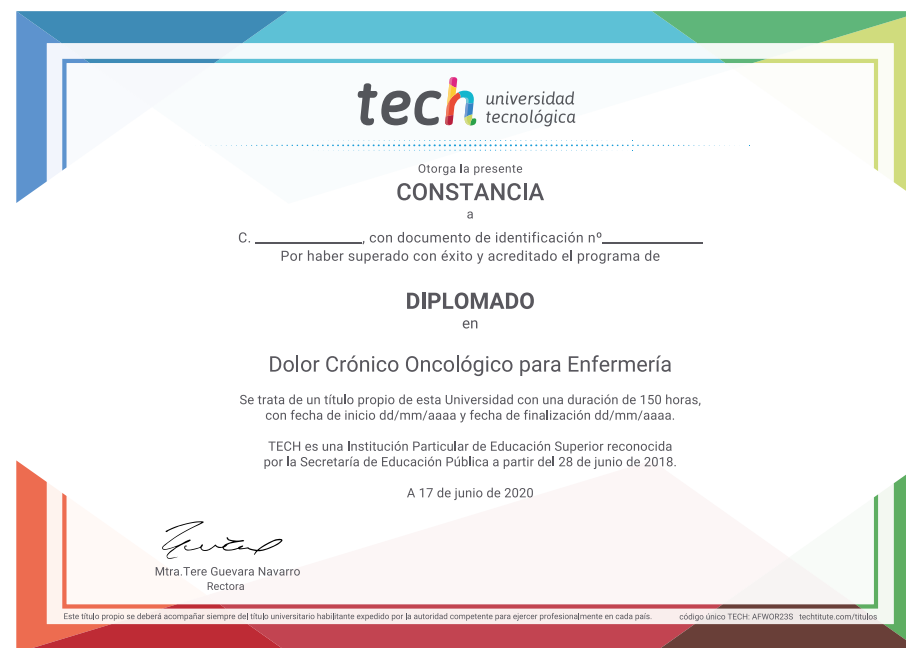 tech universidad
tecnológica
Otorga la presente
CONSTANCIA
a
C. ____________, con documento de identificación nº____________
Por haber superado con éxito y acreditado el programa de
DIPLOMADO
en
Dolor Crónico Oncológico para Enfermería
Se trata de un título propio de esta Universidad con una duración de 150 horas,
con fecha de inicio dd/mm/aaaa y fecha de finalización dd/mm/aaaa.
TECH es una Institución Particular de Educación Superior reconocida
por la Secretaría de Educación Pública a partir del 28 de junio de 2018.
A 17 de junio de 2020
Mtra.Tere Guevara Navarro
Rectora
Este título propio se deberá acompañar siempre del título universitario habilitante expedido por la autoridad competente para ejercer profesionalmente en cada país. código único TECH: AFWOR23S techtitute.com/titulos